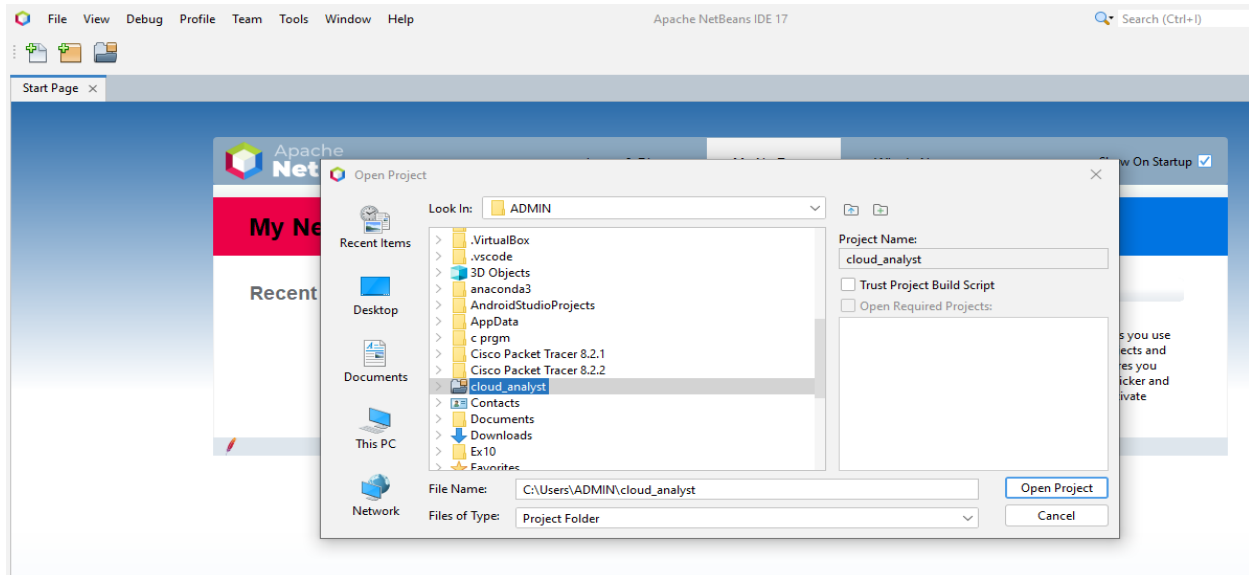 File View Debug Profile Team Tools Window Help
Apache NetBeans IDE 17
Search (Ctrl+I)
Start Page
Apache
Net
Show On Startup
My Ne
Recent
Open Project
Look In: ADMIN
Recent Items
Desktop
Documents
This PC
Network
.VirtualBox
.vscode
3D Objects
anaconda3
AndroidStudioProjects
AppData
c prgm
Cisco Packet Tracer 8.2.1
Cisco Packet Tracer 8.2.2
cloud_analyst
Contacts
Documents
Downloads
Ex10
Favorites
Project Name:
cloud_analyst
Trust Project Build Script
Open Required Projects:
s you use
ects and
res you
icker and
ivate
File Name: C:\Users\ADMIN\cloud_analyst
Open Project
Files of Type: Project Folder
Cancel